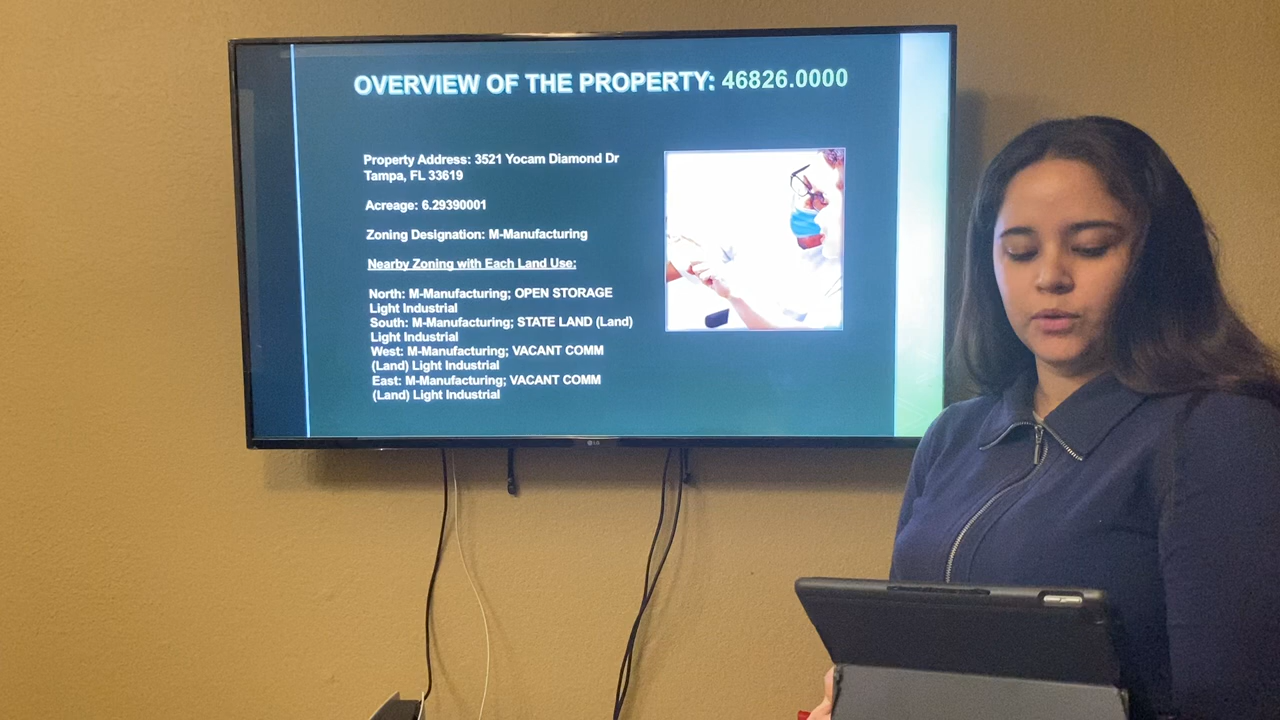 OVERVIEW OF THE PROPERTY: 46826.0000
Property Address: 3521 Yocam Diamond Dr
Tampa, FL 33619
Acreage: 6.29390001
Zoning Designation: M-Manufacturing
Nearby Zoning with Each Land Use:
North: M-Manufacturing; OPEN STORAGE
Light Industrial
South: M-Manufacturing; STATE LAND (Land)
Light Industrial
West: M-Manufacturing; VACANT COMM
(Land) Light Industrial
East: M-Manufacturing; VACANT COMM
(Land) Light Industrial
LG